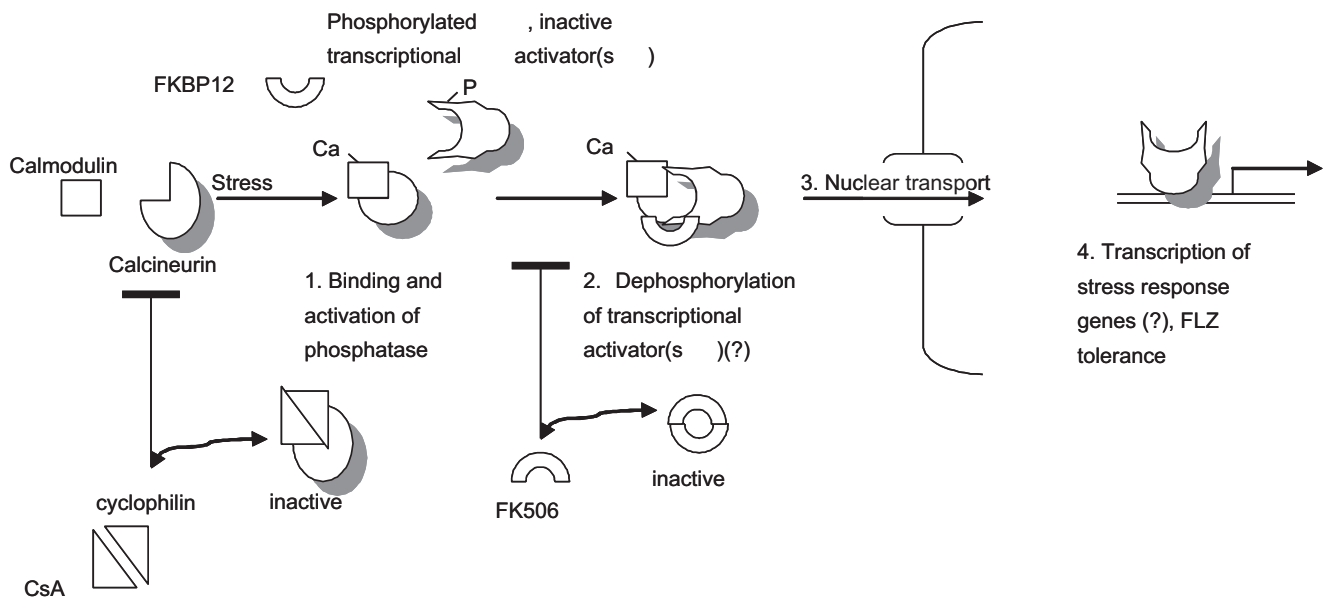 Phosphorylated , inactive
transcriptional activator(s )
FKBP12
P
Ca
Ca
Calmodulin
Stress
3. Nuclear transport
Calcineurin
1. Binding and
activation of
phosphatase
2. Dephosphorylation
of transcriptional
activator(s )(?)
4. Transcription of
stress response
genes (?), FLZ
tolerance
inactive
inactive
cyclophilin
FK506
CsA